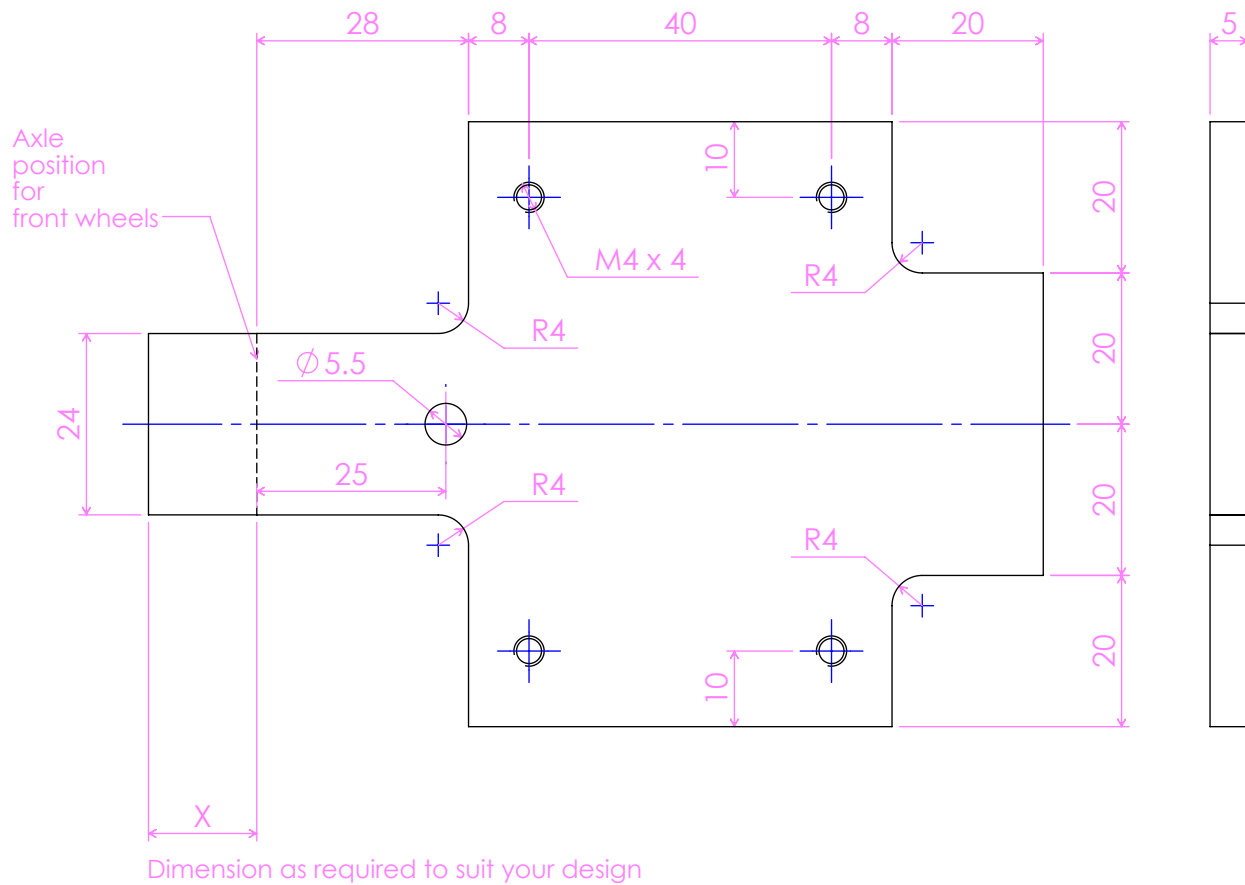 28
8
40
8
20
5
Axle
position
for
front wheels
10
20
M4 x 4
R4
R4
20
Ø 5.5
24
25
R4
R4
20
10
20
X
Dimension as required to suit your design